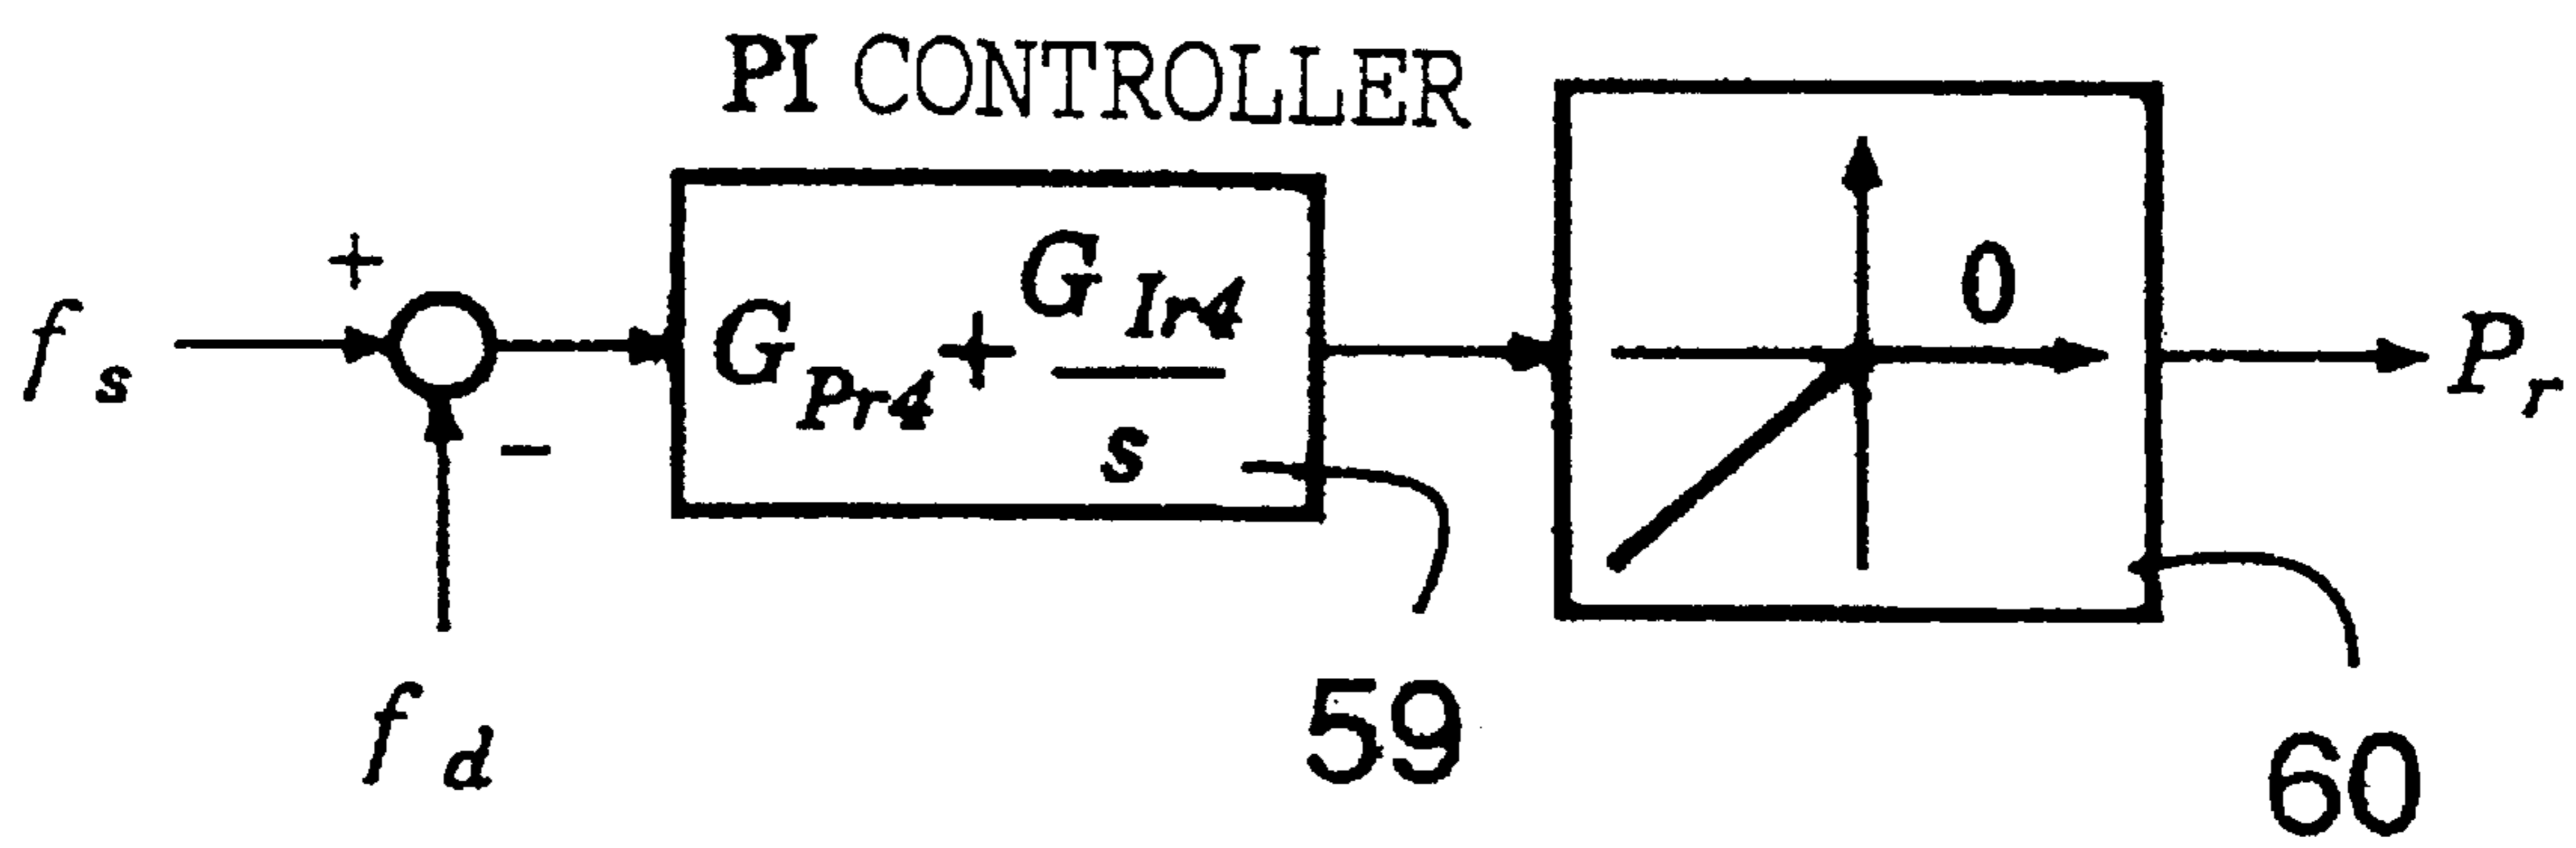 PI CONTROLLER
+
f s
G Pr4 + G Ir4 / s
0
P r
−
f d
59
60